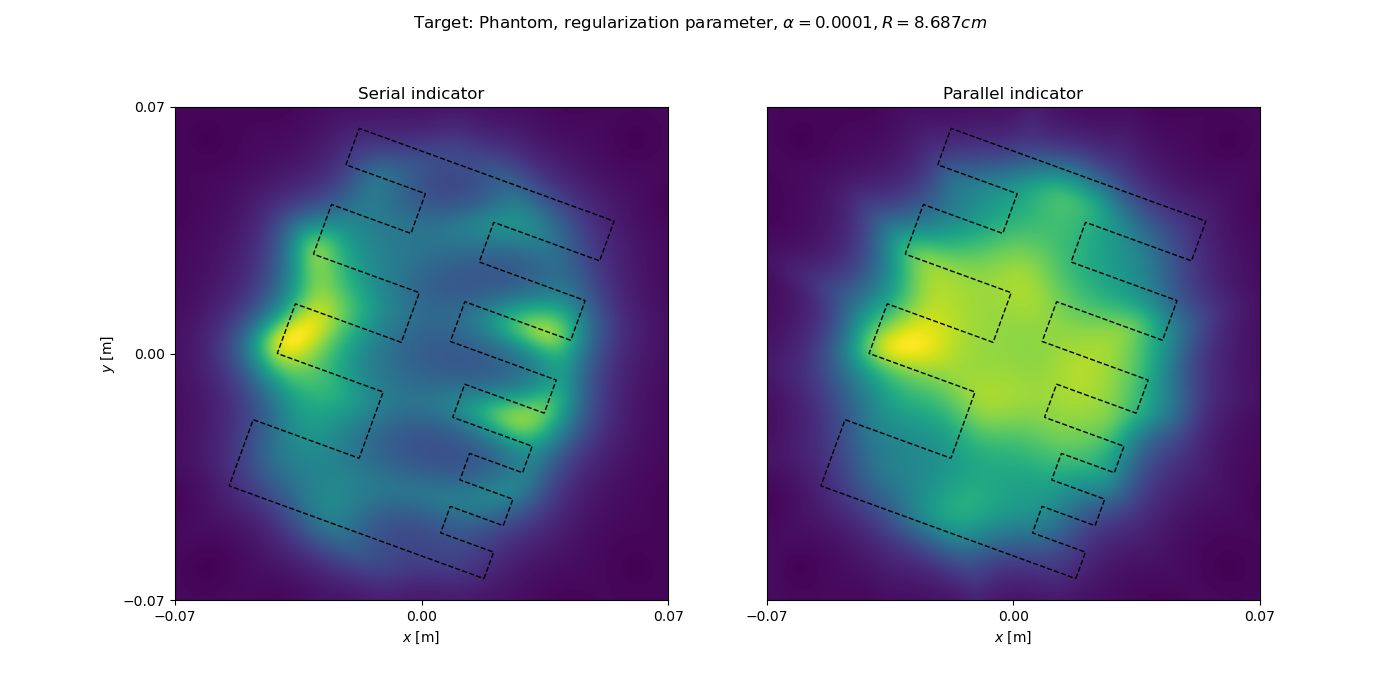 Target: Phantom, regularization parameter, α = 0.0001, R = 8.687cm
Serial indicator
Parallel indicator
0.07
0.00
−0.07
y [m]
−0.07 0.00 0.07
−0.07 0.00 0.07
x [m]
x [m]